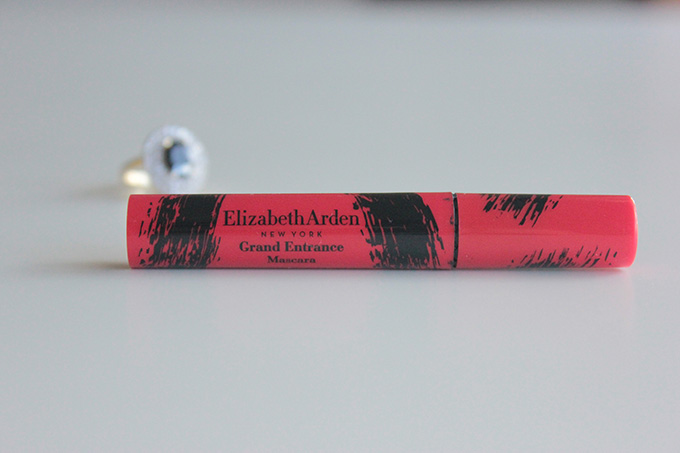 ElizabethArden
NEW YORK
Grand Entrance
Mascara